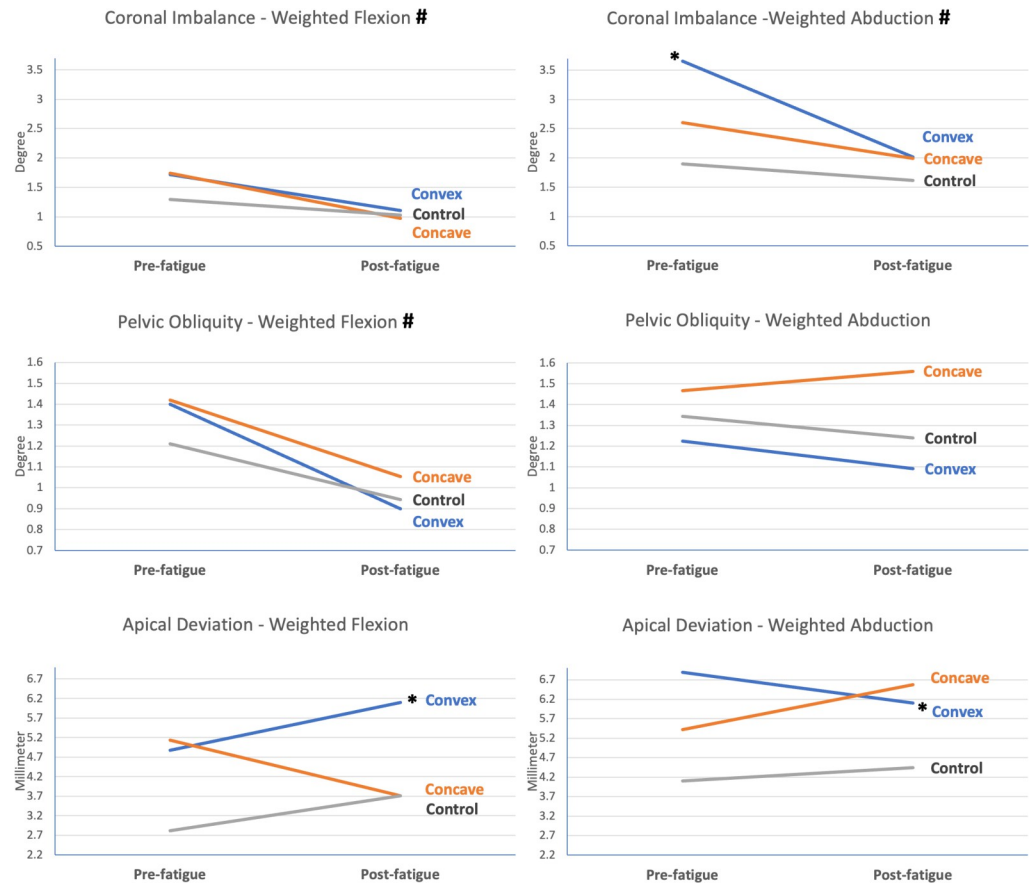 Coronal Imbalance - Weighted Flexion #
3.5
3
2.5
2
1.5
1
0.5
Degree
Convex
Control
Concave
Pre-fatigue
Post-fatigue
Coronal Imbalance -Weighted Abduction #
*
3.5
3
2.5
2
1.5
1
0.5
Degree
Convex
Concave
Control
Pre-fatigue
Post-fatigue
Pelvic Obliquity - Weighted Flexion #
1.6
1.5
1.4
1.3
1.2
1.1
1
0.9
0.8
0.7
Degree
Concave
Control
Convex
Pre-fatigue
Post-fatigue
Pelvic Obliquity - Weighted Abduction
1.6
1.5
1.4
1.3
1.2
1.1
1
0.9
0.8
0.7
Degree
Concave
Control
Convex
Pre-fatigue
Post-fatigue
Apical Deviation - Weighted Flexion
6.7
6.2
5.7
5.2
4.7
4.2
3.7
3.2
2.7
2.2
Millimeter
* Convex
Concave
Control
Pre-fatigue
Post-fatigue
Apical Deviation - Weighted Abduction
6.7
6.2
5.7
5.2
4.7
4.2
3.7
3.2
2.7
2.2
Millimeter
Concave
* Convex
Control
Pre-fatigue
Post-fatigue